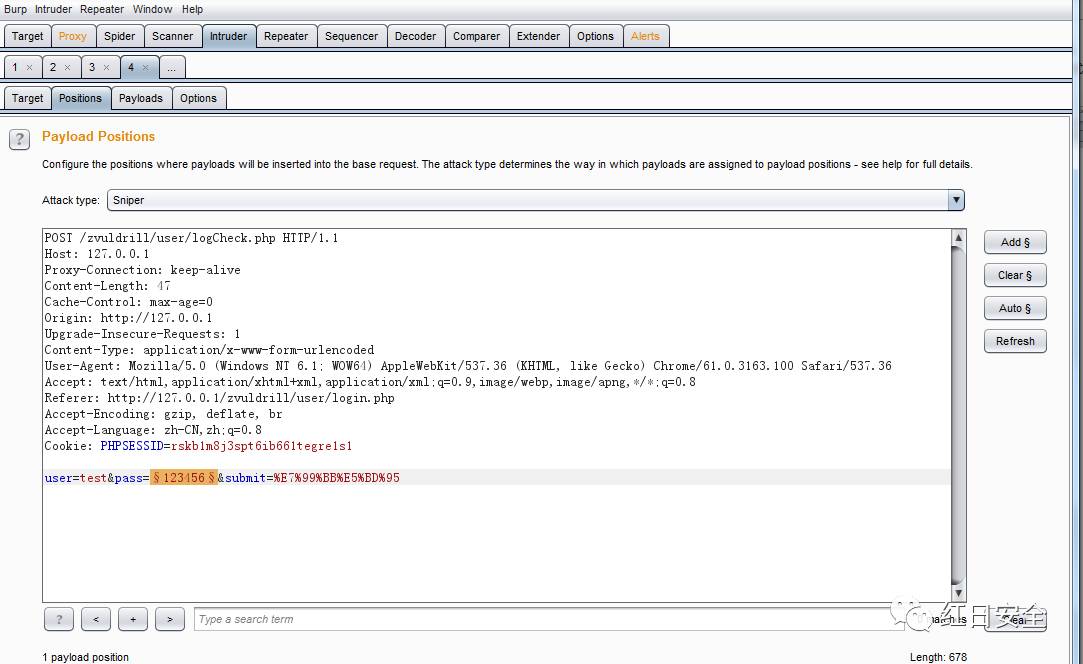 Burp Intruder Repeater Window Help
Target Proxy Spider Scanner Intruder Repeater Sequencer Decoder Comparer Extender Options Alerts
1 × 2 × 3 × 4 × ...
Target Positions Payloads Options
? Payload Positions
Configure the positions where payloads will be inserted into the base request. The attack type determines the way in which payloads are assigned to payload positions - see help for full details.
Attack type: Sniper
POST /zvuldrill/user/logCheck.php HTTP/1.1
Host: 127.0.0.1
Proxy-Connection: keep-alive
Content-Length: 47
Cache-Control: max-age=0
Origin: http://127.0.0.1
Upgrade-Insecure-Requests: 1
Content-Type: application/x-www-form-urlencoded
User-Agent: Mozilla/5.0 (Windows NT 6.1; WOW64) AppleWebKit/537.36 (KHTML, like Gecko) Chrome/61.0.3163.100 Safari/537.36
Accept: text/html,application/xhtml+xml,application/xml;q=0.9,image/webp,image/apng,*/*;q=0.8
Referer: http://127.0.0.1/zvuldrill/user/login.php
Accept-Encoding: gzip, deflate, br
Accept-Language: zh-CN,zh;q=0.8
Cookie: PHPSESSID=rskb1m8j3spt6ib661tegre1s1
user=test&pass=§123456§&submit=%E7%99%BB%E5%BD%95
Add §
Clear §
Auto §
Refresh
? < + > Type a search term
红日安全
1 payload position Length: 678